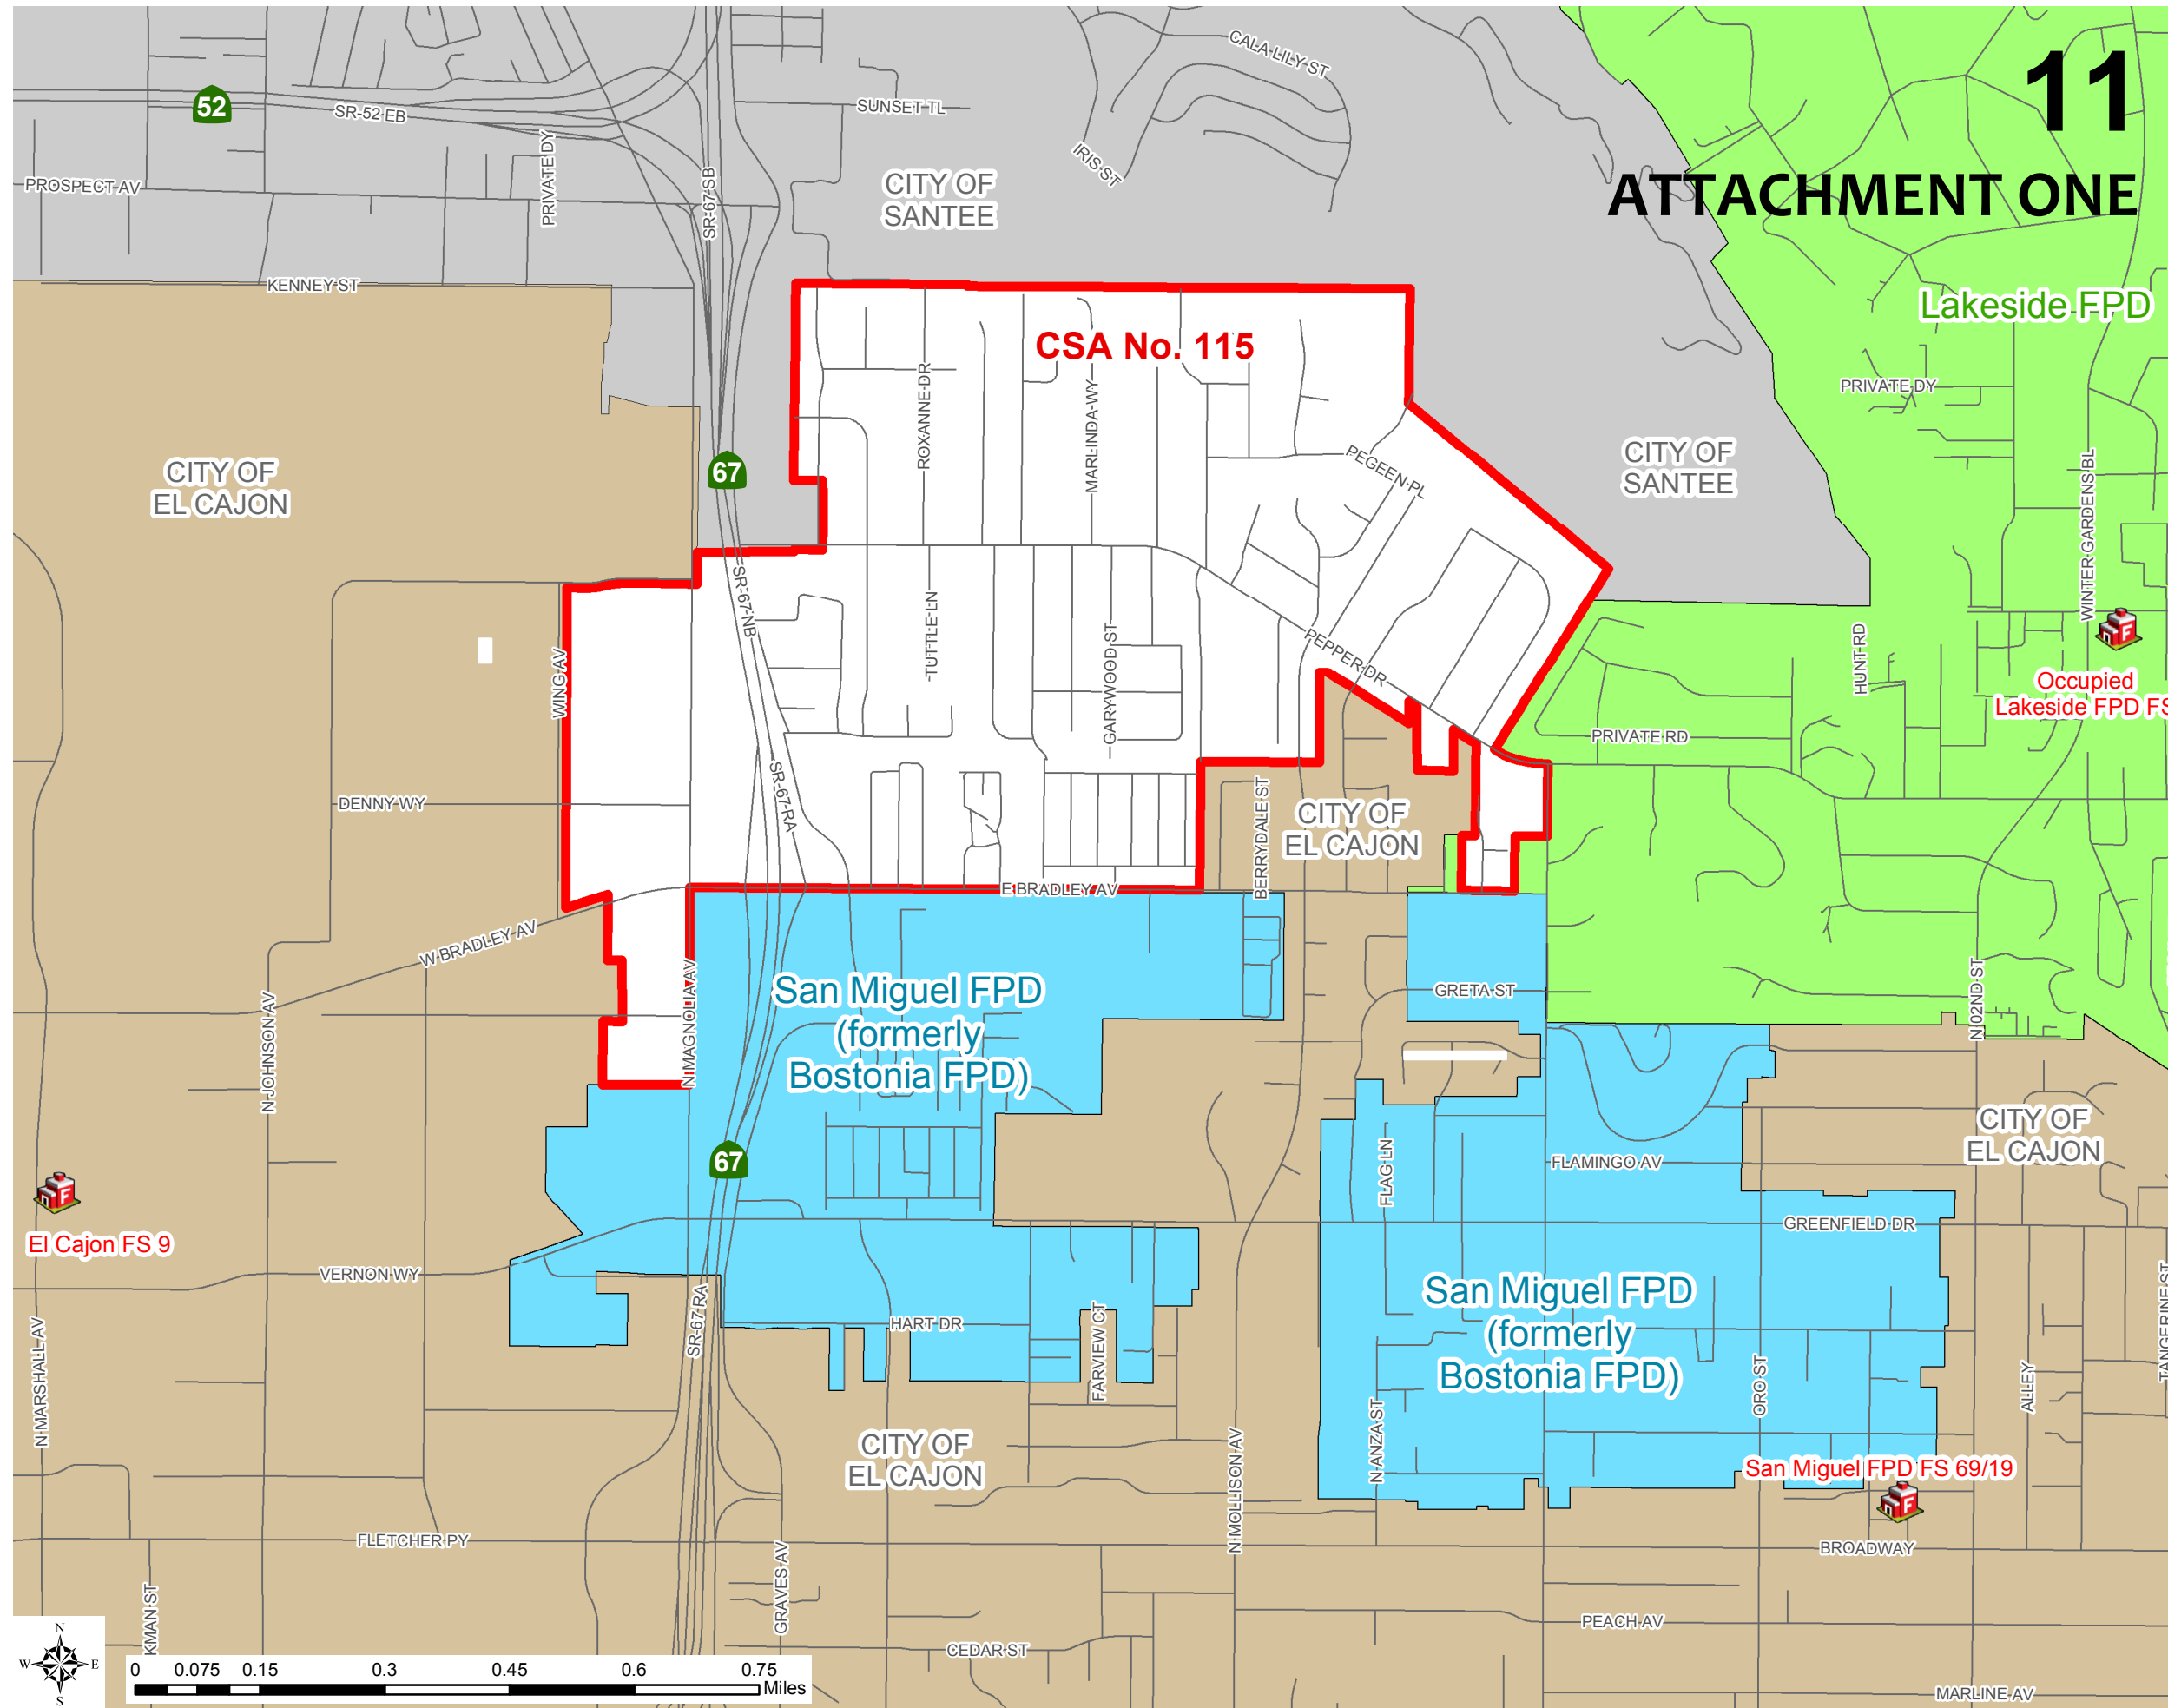 11
ATTACHMENT ONE
CALA LILY ST
52
SR-52 EB
SUNSET TL
PRIVATE DY
IRIS ST
PROSPECT AV
SR-67 SB
CITY OF
SANTEE
KENNEY ST
Lakeside FPD
CSA No. 115
PRIVATE DY
ROXANNE DR
MARLINDA WY
CITY OF
EL CAJON
67
PEGEEN PL
CITY OF
SANTEE
WINTER GARDENS BL
SR-67 NB
TUTTLE LN
GARYWOOD ST
PEPPER DR
HUNT RD
WING AV
Occupied
Lakeside FPD FS
PRIVATE RD
SR-67 RA
DENNY WY
BERRYDALE ST
CITY OF
EL CAJON
E BRADLEY AV
W BRADLEY AV
N MAGNOLIA AV
San Miguel FPD
(formerly
Bostonia FPD)
GRETA ST
N 02ND ST
N JOHNSON AV
67
FLAG LN
FLAMINGO AV
CITY OF
EL CAJON
El Cajon FS 9
GREENFIELD DR
VERNON WY
SR-67 RA
HART DR
FARVIEW CT
San Miguel FPD
(formerly
Bostonia FPD)
TANGERINE ST
N MARSHALL AV
ORO ST
ALLEY
N ANZA ST
CITY OF
EL CAJON
N MOLLISON AV
San Miguel FPD FS 69/19
FLETCHER PY
BROADWAY
GRAVES AV
KMAN ST
PEACH AV
CEDAR ST
MARLINE AV
N
W E
S
0 0.075 0.15 0.3 0.45 0.6 0.75
Miles